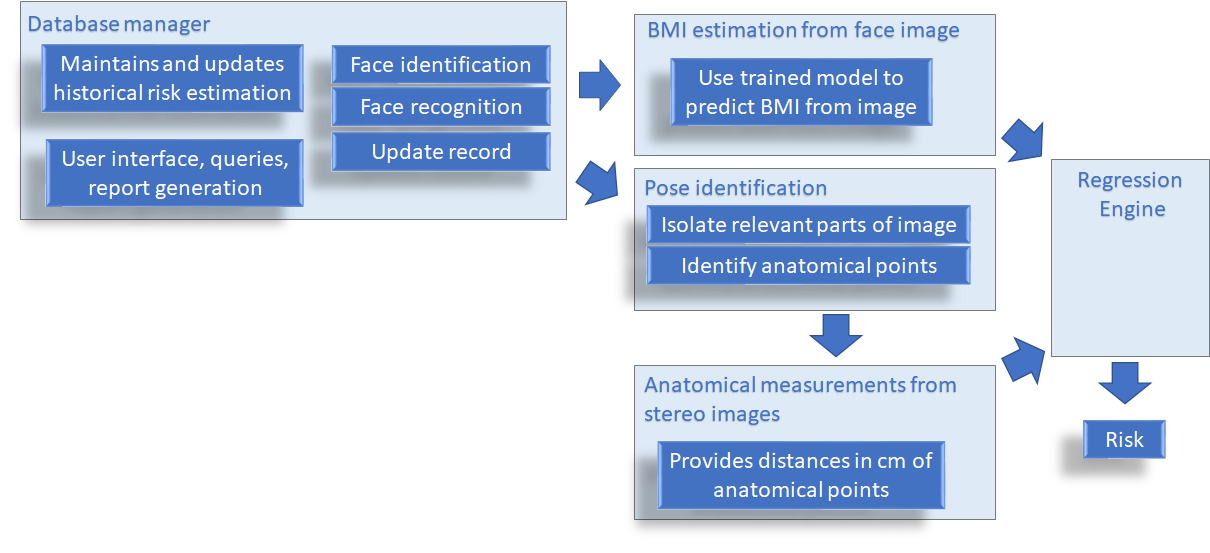 Database manager
Maintains and updates
historical risk estimation
User interface, queries,
report generation
Face identification
Face recognition
Update record
BMI estimation from face image
Use trained model to
predict BMI from image
Pose identification
Isolate relevant parts of image
Identify anatomical points
Anatomical measurements from
stereo images
Provides distances in cm of
anatomical points
Regression
Engine
Risk